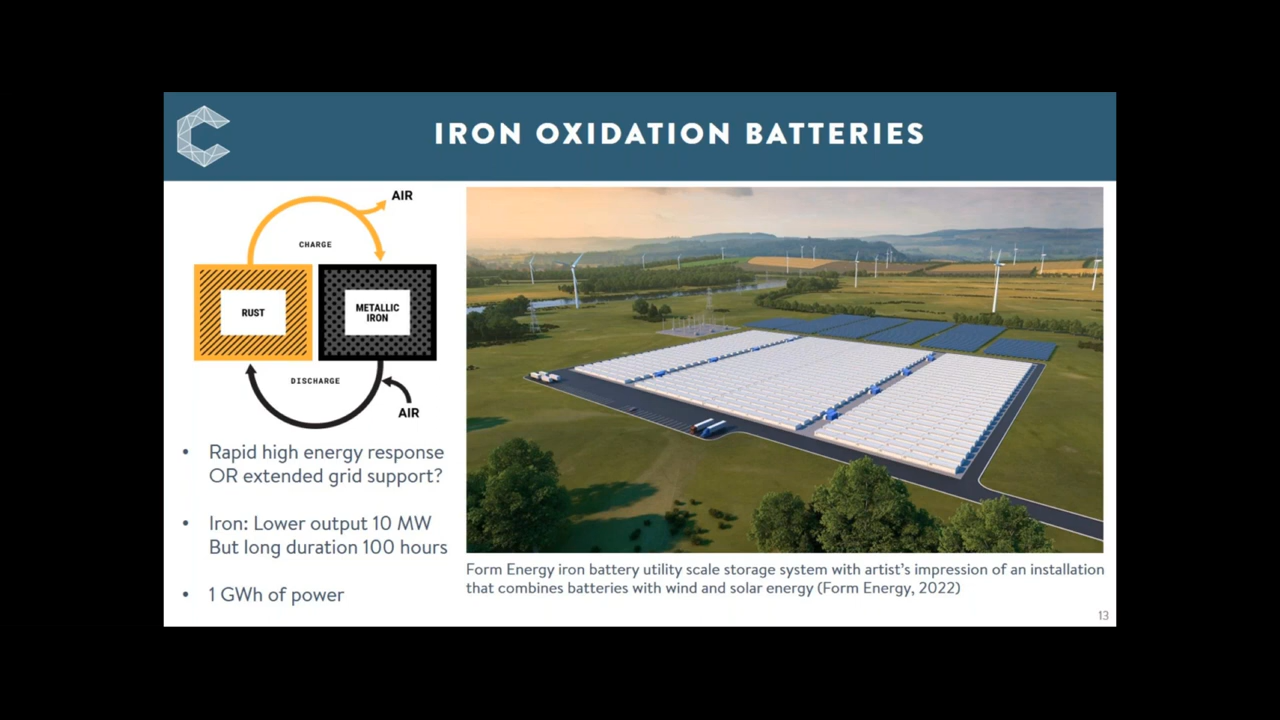 IRON OXIDATION BATTERIES
AIR
CHARGE
RUST
METALLIC
IRON
DISCHARGE
AIR
• Rapid high energy response
OR extended grid support?
• Iron: Lower output 10 MW
But long duration 100 hours
• 1 GWh of power
Form Energy iron battery utility scale storage system with artist's impression of an installation
that combines batteries with wind and solar energy (Form Energy, 2022)
13